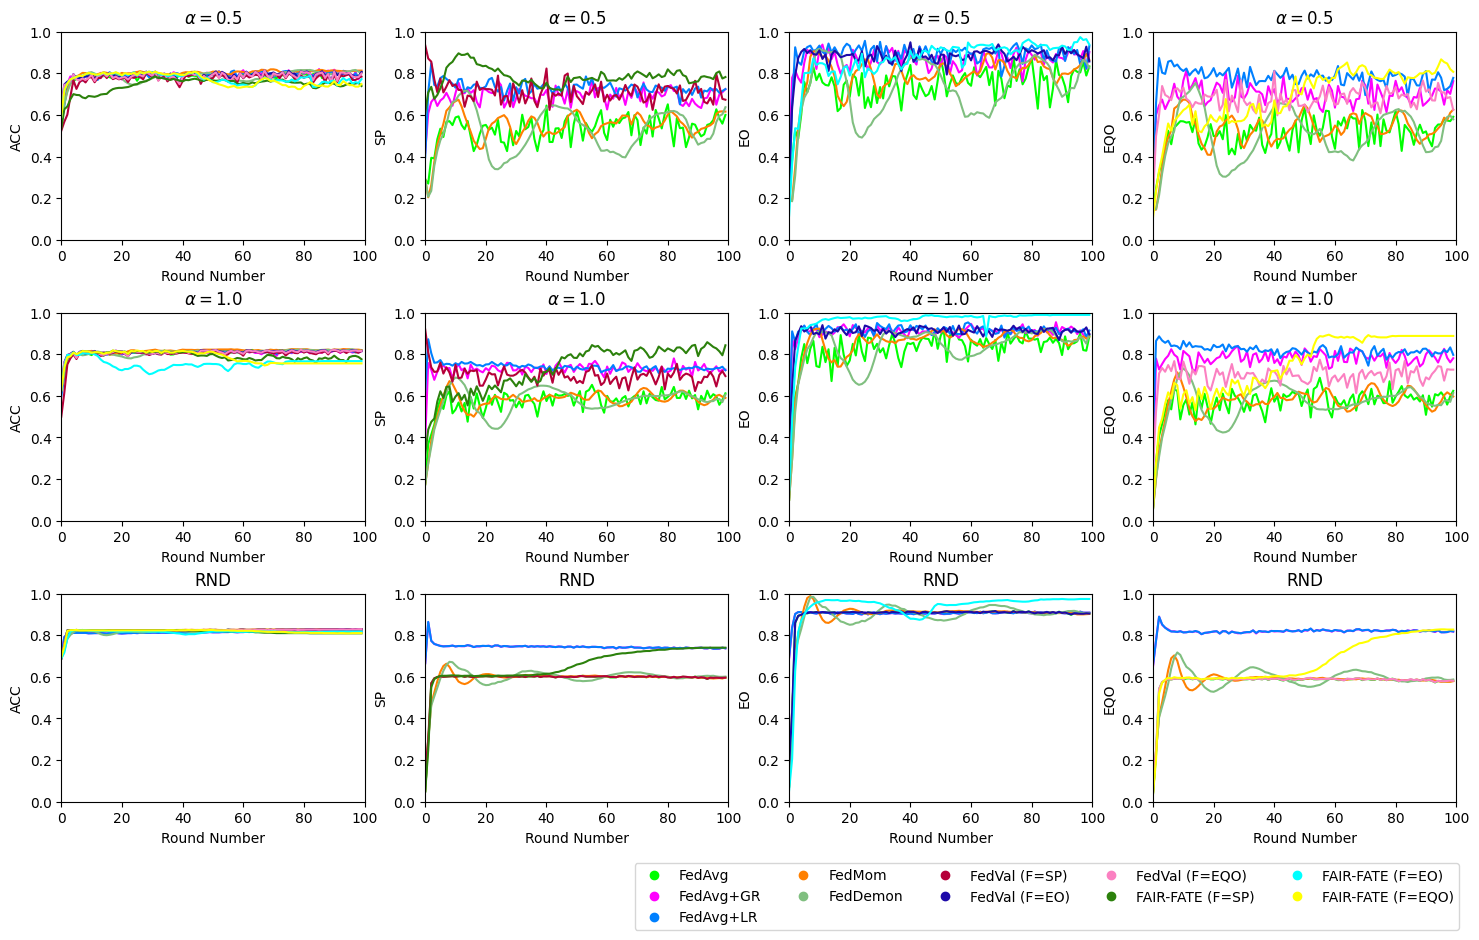 α = 0.5
α = 0.5
α = 0.5
α = 0.5
1.0
0.8
0.6
0.4
0.2
0.0
ACC
0 20 40 60 80 100
Round Number
1.0
0.8
0.6
0.4
0.2
0.0
SP
0 20 40 60 80 100
Round Number
1.0
0.8
0.6
0.4
0.2
0.0
EO
0 20 40 60 80 100
Round Number
1.0
0.8
0.6
0.4
0.2
0.0
EQO
0 20 40 60 80 100
Round Number
α = 1.0
α = 1.0
α = 1.0
α = 1.0
1.0
0.8
0.6
0.4
0.2
0.0
ACC
0 20 40 60 80 100
Round Number
1.0
0.8
0.6
0.4
0.2
0.0
SP
0 20 40 60 80 100
Round Number
1.0
0.8
0.6
0.4
0.2
0.0
EO
0 20 40 60 80 100
Round Number
1.0
0.8
0.6
0.4
0.2
0.0
EQO
0 20 40 60 80 100
Round Number
RND
RND
RND
RND
1.0
0.8
0.6
0.4
0.2
0.0
ACC
0 20 40 60 80 100
Round Number
1.0
0.8
0.6
0.4
0.2
0.0
SP
0 20 40 60 80 100
Round Number
1.0
0.8
0.6
0.4
0.2
0.0
EO
0 20 40 60 80 100
Round Number
1.0
0.8
0.6
0.4
0.2
0.0
EQO
0 20 40 60 80 100
Round Number
FedAvg
FedAvg+GR
FedAvg+LR
FedMom
FedDemon
FedVal (F=SP)
FedVal (F=EO)
FedVal (F=EQO)
FAIR-FATE (F=SP)
FAIR-FATE (F=EO)
FAIR-FATE (F=EQO)